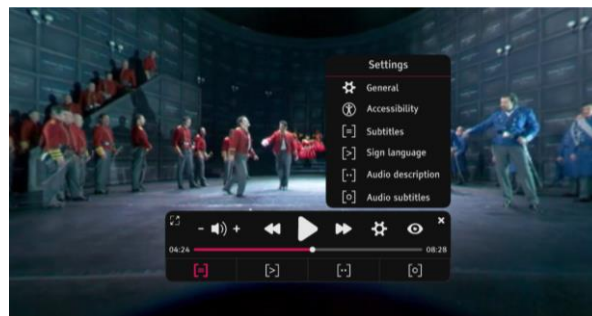 Settings
General
Accessibility
[=] Subtitles
[>] Sign language
[··] Audio description
[o] Audio subtitles
- +
×
04:24 08:28
[=] [>] [··] [o]